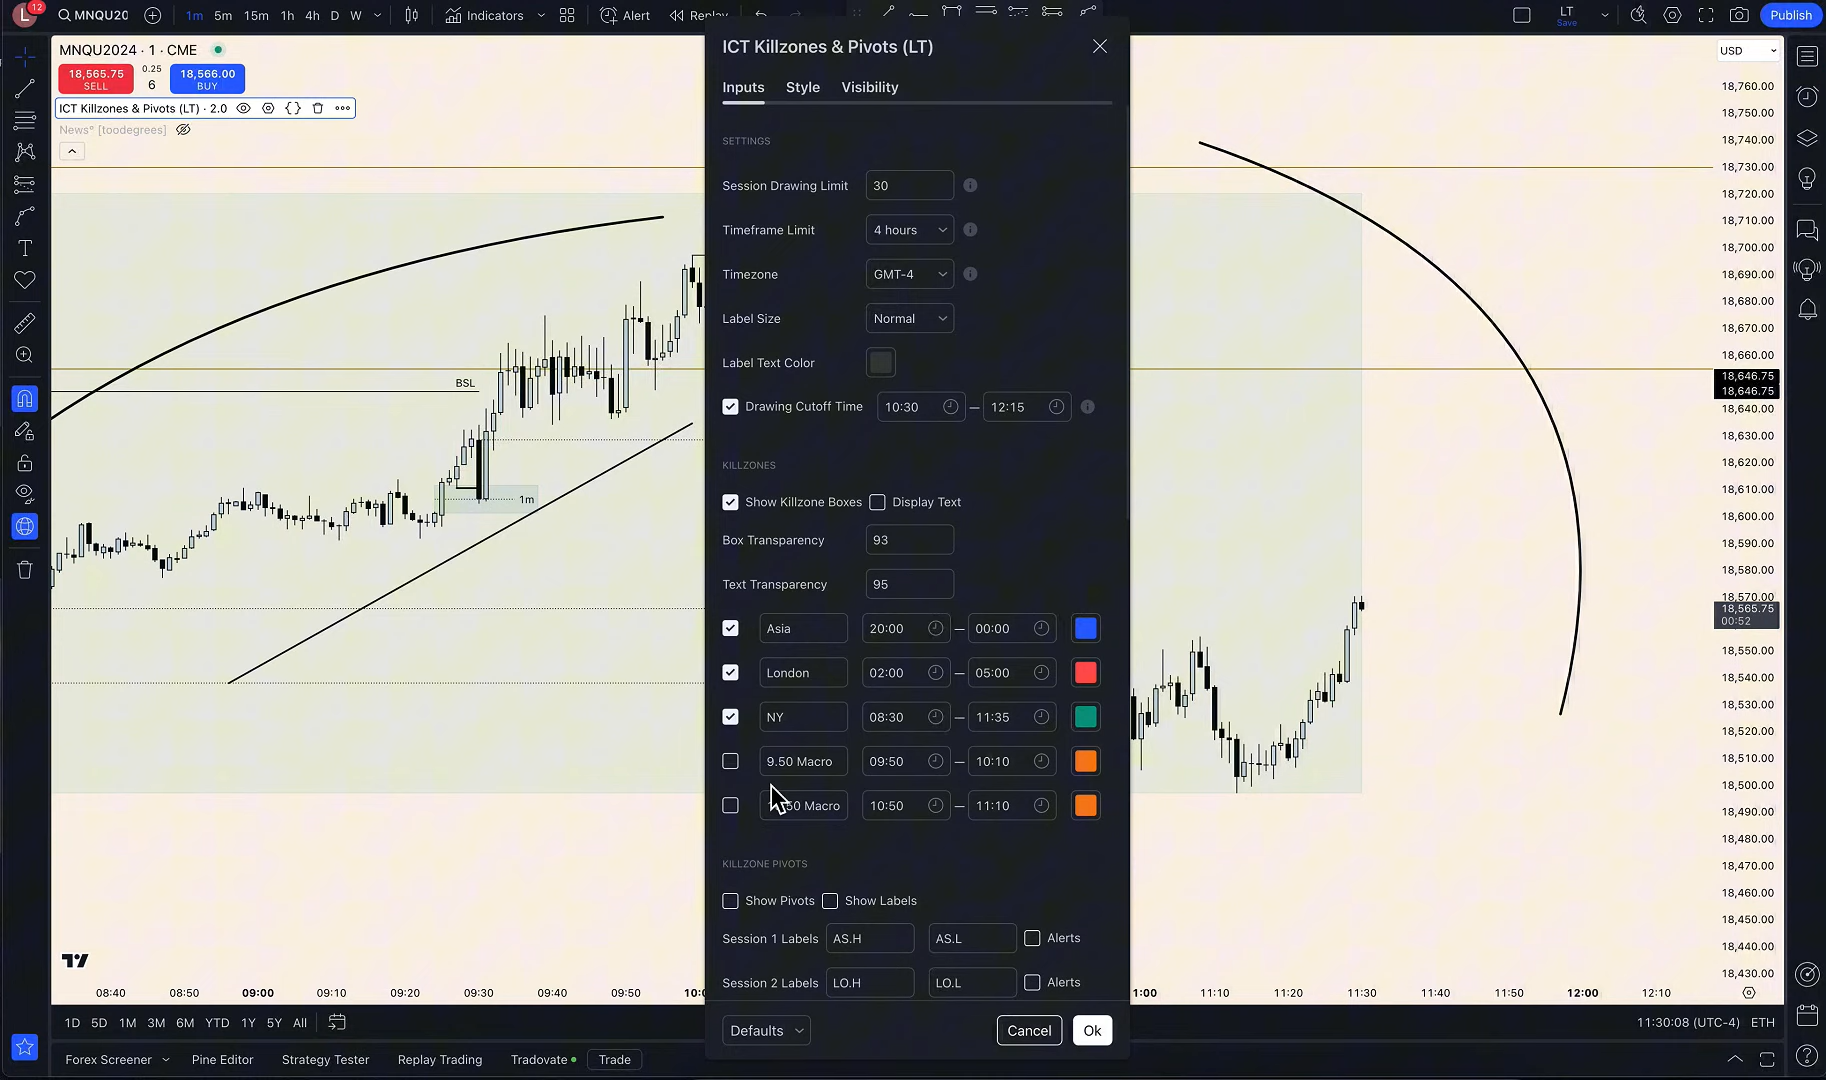 L
12
MNQU20
1m
5m
15m
1h
4h
D
W
Indicators
Alert
Replay
LT
Save
Publish
MNQU2024 · 1 · CME
18,565.75
SELL
0.25
6
18,566.00
BUY
ICT Killzones & Pivots (LT) · 2.0
News* [toodegrees]
BSL
1m
ICT Killzones & Pivots (LT)
Inputs
Style
Visibility
SETTINGS
Session Drawing Limit 30
Timeframe Limit 4 hours
Timezone GMT-4
Label Size Normal
Label Text Color
Drawing Cutoff Time 10:30 — 12:15
KILLZONES
Show Killzone Boxes Display Text
Box Transparency 93
Text Transparency 95
Asia 20:00 — 00:00
London 02:00 — 05:00
NY 08:30 — 11:35
9.50 Macro 09:50 — 10:10
50 Macro 10:50 — 11:10
KILLZONE PIVOTS
Show Pivots Show Labels
Session 1 Labels AS.H AS.L Alerts
Session 2 Labels LO.H LO.L Alerts
Defaults
Cancel
Ok
USD
18,760.00
18,750.00
18,740.00
18,730.00
18,720.00
18,710.00
18,700.00
18,690.00
18,680.00
18,670.00
18,660.00
18,646.75
18,646.75
18,640.00
18,630.00
18,620.00
18,610.00
18,600.00
18,590.00
18,580.00
18,570.00
18,565.75
00:52
18,550.00
18,540.00
18,530.00
18,520.00
18,510.00
18,500.00
18,490.00
18,480.00
18,470.00
18,460.00
18,450.00
18,440.00
18,430.00
08:40 08:50 09:00 09:10 09:20 09:30 09:40 09:50 10:0
1:00 11:10 11:20 11:30 11:40 11:50 12:00 12:10
1D 5D 1M 3M 6M YTD 1Y 5Y All
11:30:08 (UTC-4) ETH
Forex Screener
Pine Editor
Strategy Tester
Replay Trading
Tradovate
Trade